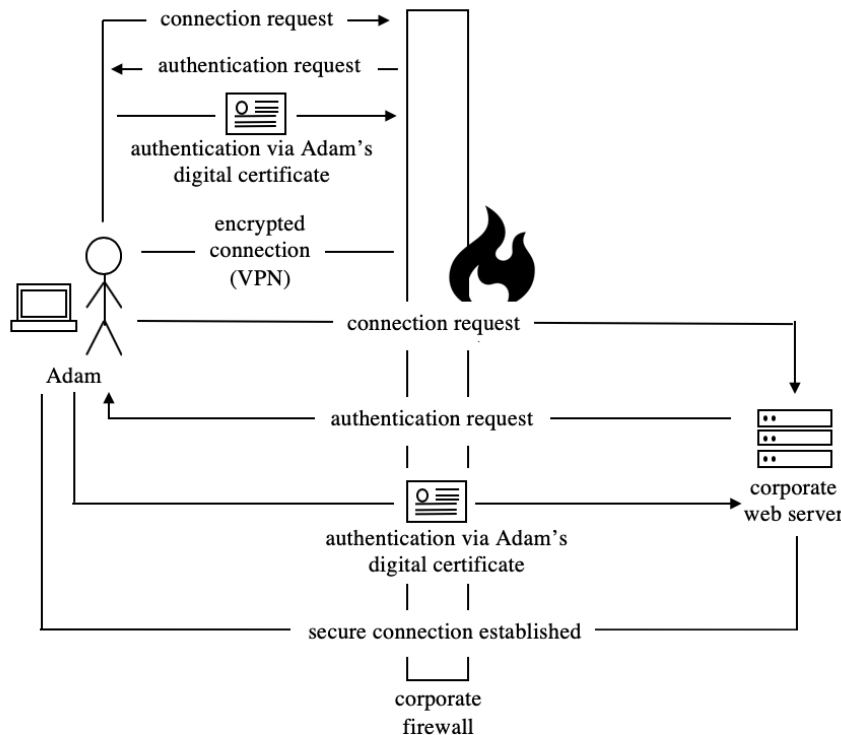 connection request
authentication request
authentication via Adam's
digital certificate
encrypted
connection
(VPN)
connection request
Adam
authentication request
corporate
web server
authentication via Adam's
digital certificate
secure connection established
corporate
firewall